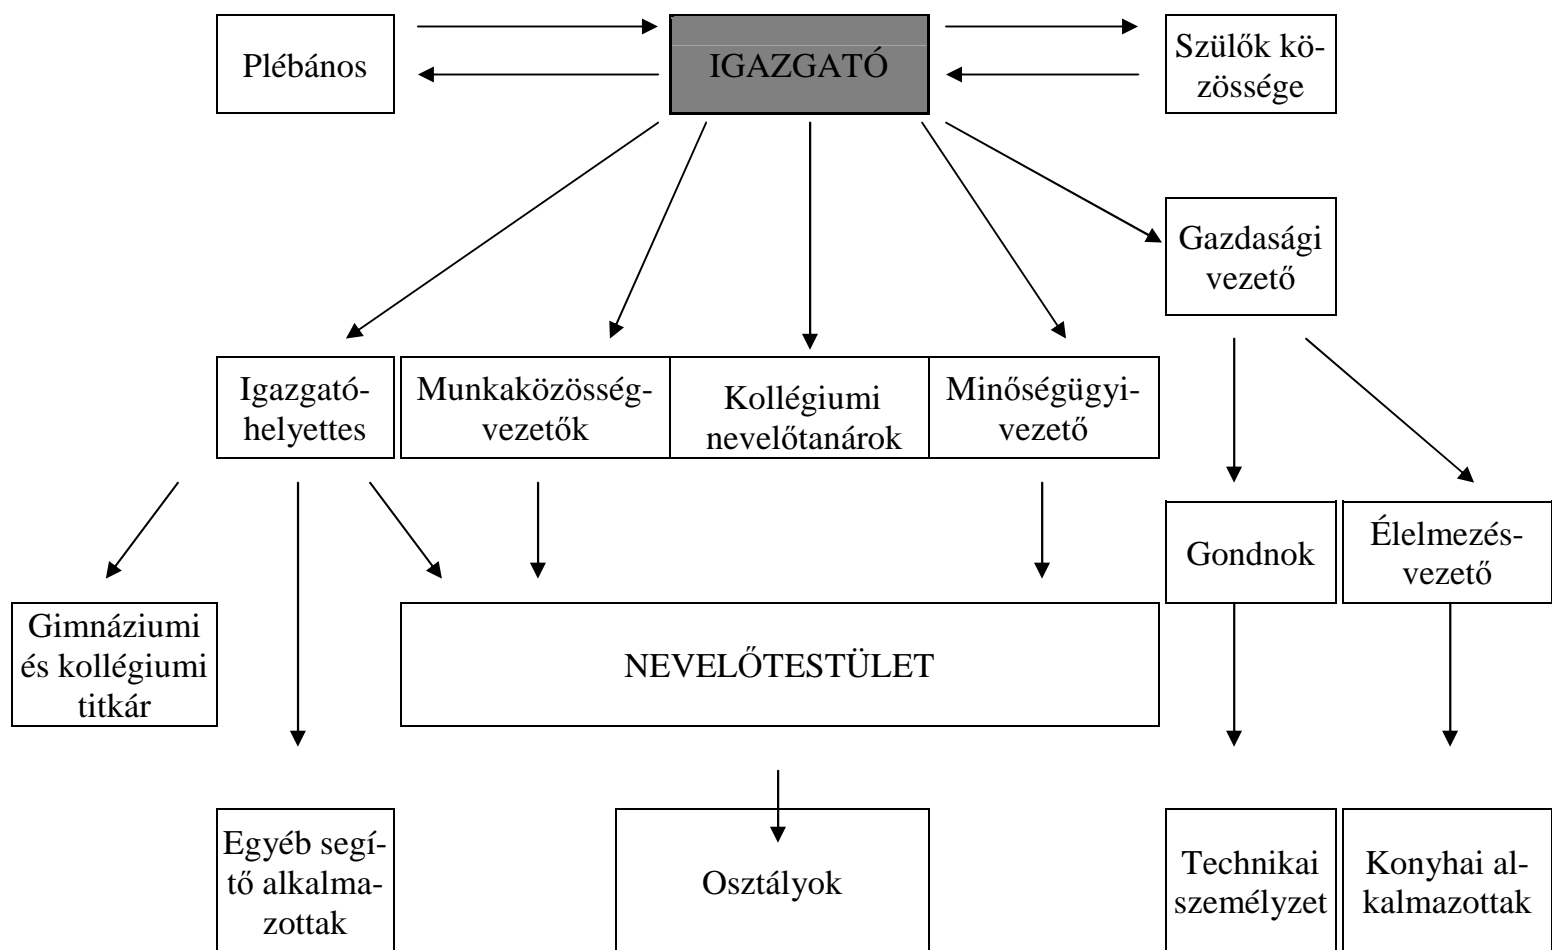 Plébános
IGAZGATÓ
Szülők kö-
zössége
Gazdasági
vezető
Igazgató-
helyettes
Munkaközösség-
vezetők
Kollégiumi
nevelőtanárok
Minőségügyi-
vezető
Gondnok
Élelmezés-
vezető
Gimnáziumi
és kollégiumi
titkár
NEVELŐTESTÜLET
Egyéb segí-
tő alkalma-
zottak
Osztályok
Technikai
személyzet
Konyhai al-
kalmazottak